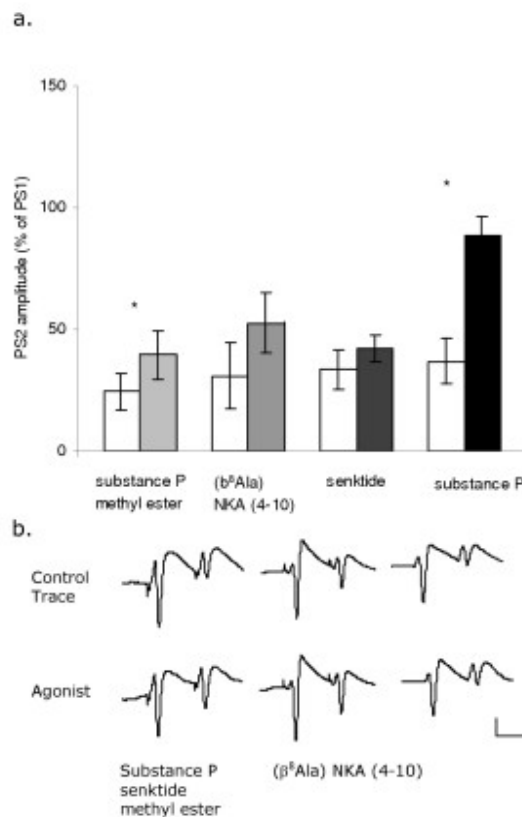 a.
150
100
50
0
PS2 amplitude (% of PS1)
*
*
substance P
methyl ester
(b⁸Ala)
NKA (4-10)
senktide
substance P
b.
Control
Trace
Agonist
Substance P
senktide
methyl ester
(β⁸Ala) NKA (4-10)